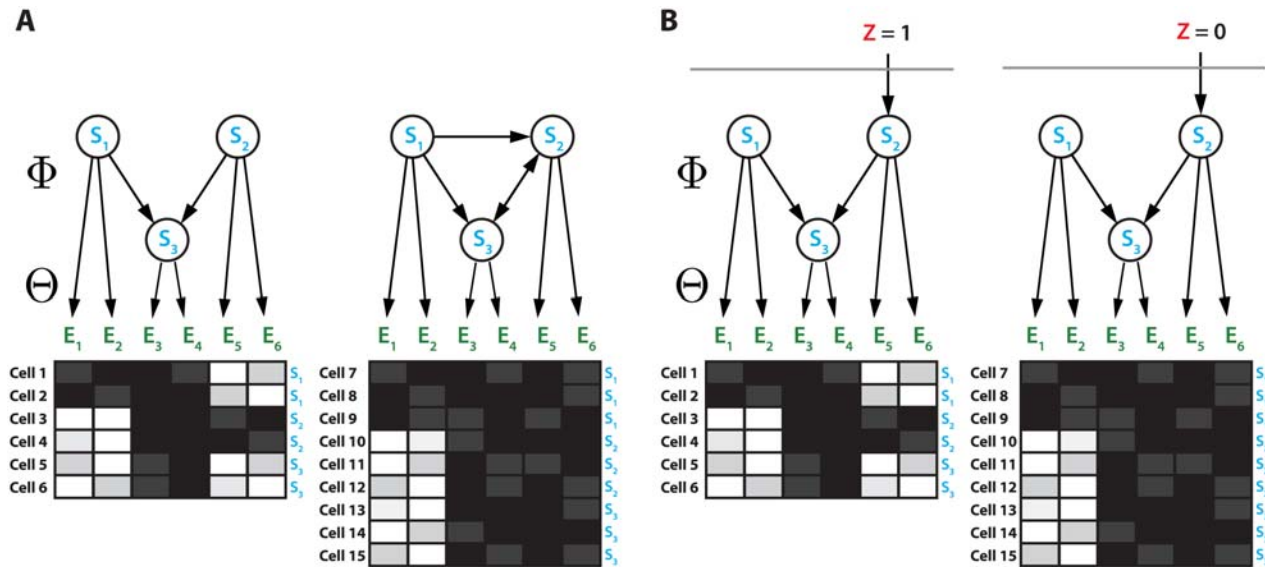 A
S₁ S₂
Φ
S₃
Θ
E₁ E₂ E₃ E₄ E₅ E₆
Cell 1 S₁
Cell 2 S₁
Cell 3 S₂
Cell 4 S₂
Cell 5 S₃
Cell 6 S₃
S₁ S₂
S₃
E₁ E₂ E₃ E₄ E₅ E₆
Cell 7 S₁
Cell 8 S₁
Cell 9 S₁
Cell 10 S₂
Cell 11 S₂
Cell 12 S₂
Cell 13 S₃
Cell 14 S₃
Cell 15 S₃
B
Z = 1
S₁ S₂
Φ
S₃
Θ
E₁ E₂ E₃ E₄ E₅ E₆
Cell 1 S₁
Cell 2 S₁
Cell 3 S₂
Cell 4 S₂
Cell 5 S₃
Cell 6 S₃
Z = 0
S₁ S₂
S₃
E₁ E₂ E₃ E₄ E₅ E₆
Cell 7 S
Cell 8 S
Cell 9 S
Cell 10 S
Cell 11 S
Cell 12 S
Cell 13 S
Cell 14 S
Cell 15 S